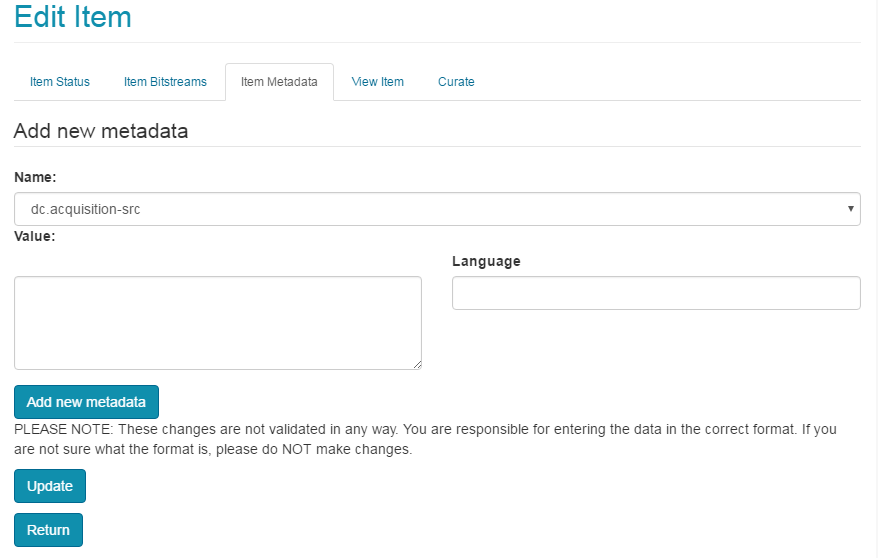 Edit Item
Item Status Item Bitstreams Item Metadata View Item Curate
Add new metadata
Name:
dc.acquisition-src
Value:
Language
Add new metadata
PLEASE NOTE: These changes are not validated in any way. You are responsible for entering the data in the correct format. If you
are not sure what the format is, please do NOT make changes.
Update
Return